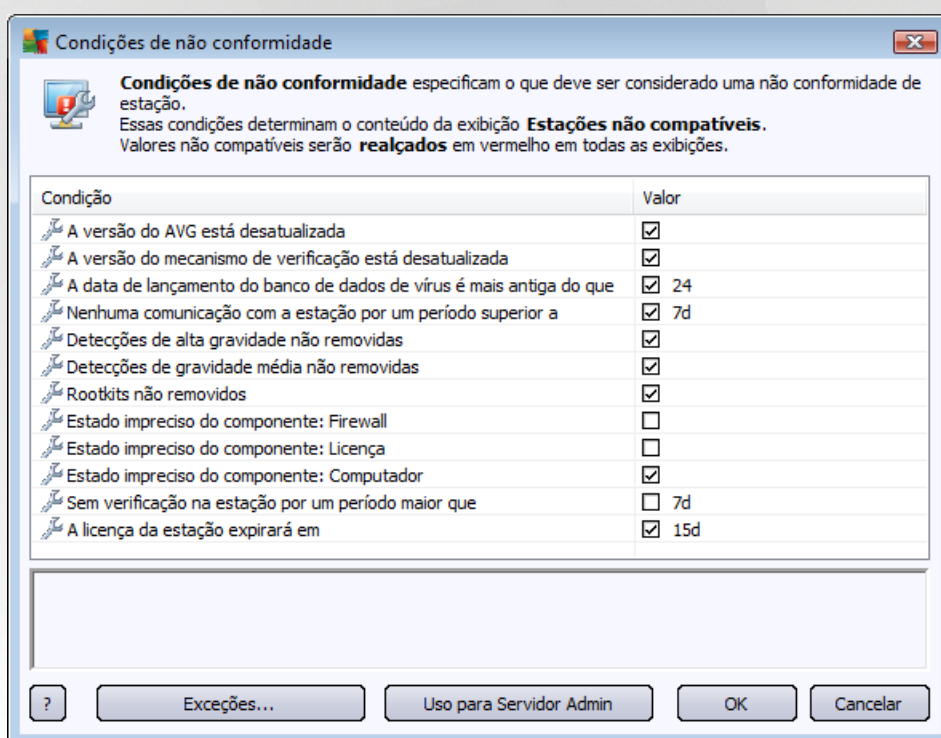 Condições de não conformidade
Condições de não conformidade especificam o que deve ser considerado uma não conformidade de
estação.
Essas condições determinam o conteúdo da exibição Estações não compatíveis.
Valores não compatíveis serão realçados em vermelho em todas as exibições.
Condição Valor
A versão do AVG está desatualizada
A versão do mecanismo de verificação está desatualizada
A data de lançamento do banco de dados de vírus é mais antiga do que 24
Nenhuma comunicação com a estação por um período superior a 7d
Detecções de alta gravidade não removidas
Detecções de gravidade média não removidas
Rootkits não removidos
Estado impreciso do componente: Firewall
Estado impreciso do componente: Licença
Estado impreciso do componente: Computador
Sem verificação na estação por um período maior que 7d
A licença da estação expirará em 15d
? Exceções... Uso para Servidor Admin OK Cancelar